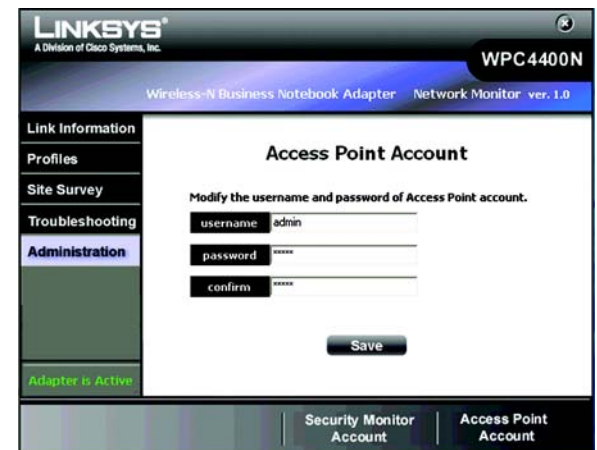 LINKSYS®
A Division of Cisco Systems, Inc.
WPC4400N
Wireless-N Business Notebook Adapter Network Monitor ver. 1.0
Link Information
Profiles
Site Survey
Troubleshooting
Administration
Adapter is Active
Access Point Account
Modify the username and password of Access Point account.
username admin
password *****
confirm *****
Save
Security Monitor Account
Access Point Account